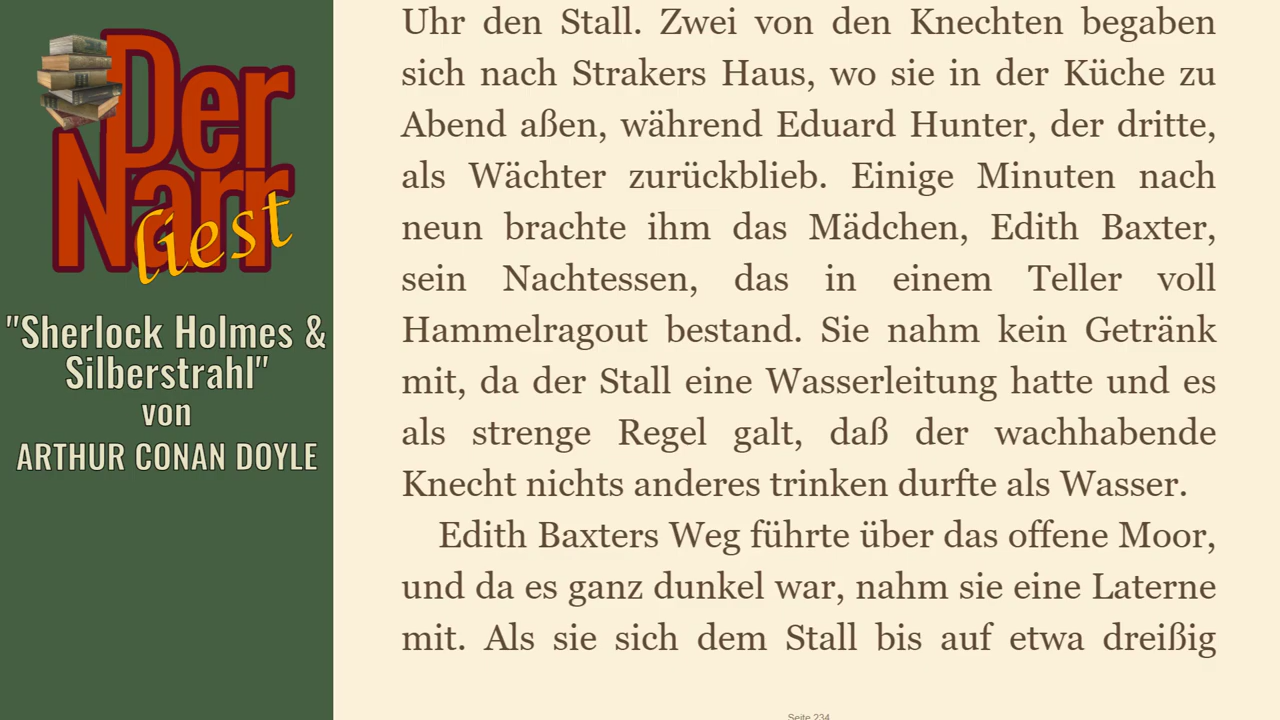 Der
Narr
liest
"Sherlock Holmes &
Silberstrahl"
von
ARTHUR CONAN DOYLE
Uhr den Stall. Zwei von den Knechten begaben
sich nach Strakers Haus, wo sie in der Küche zu
Abend aßen, während Eduard Hunter, der dritte,
als Wächter zurückblieb. Einige Minuten nach
neun brachte ihm das Mädchen, Edith Baxter,
sein Nachtessen, das in einem Teller voll
Hammelragout bestand. Sie nahm kein Getränk
mit, da der Stall eine Wasserleitung hatte und es
als strenge Regel galt, daß der wachhabende
Knecht nichts anderes trinken durfte als Wasser.
Edith Baxters Weg führte über das offene Moor,
und da es ganz dunkel war, nahm sie eine Laterne
mit. Als sie sich dem Stall bis auf etwa dreißig
Seite 234